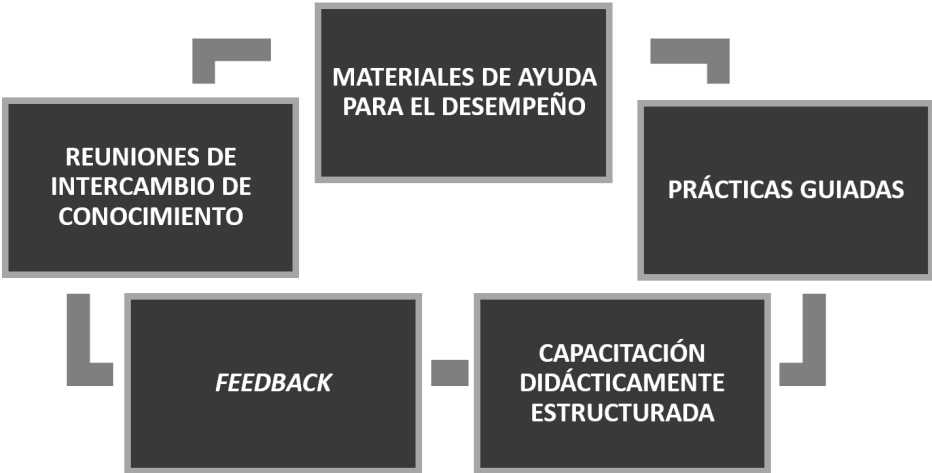 MATERIALES DE AYUDA
PARA EL DESEMPEÑO
REUNIONES DE
INTERCAMBIO DE
CONOCIMIENTO
PRÁCTICAS GUIADAS
FEEDBACK
CAPACITACIÓN
DIDÁCTICAMENTE
ESTRUCTURADA